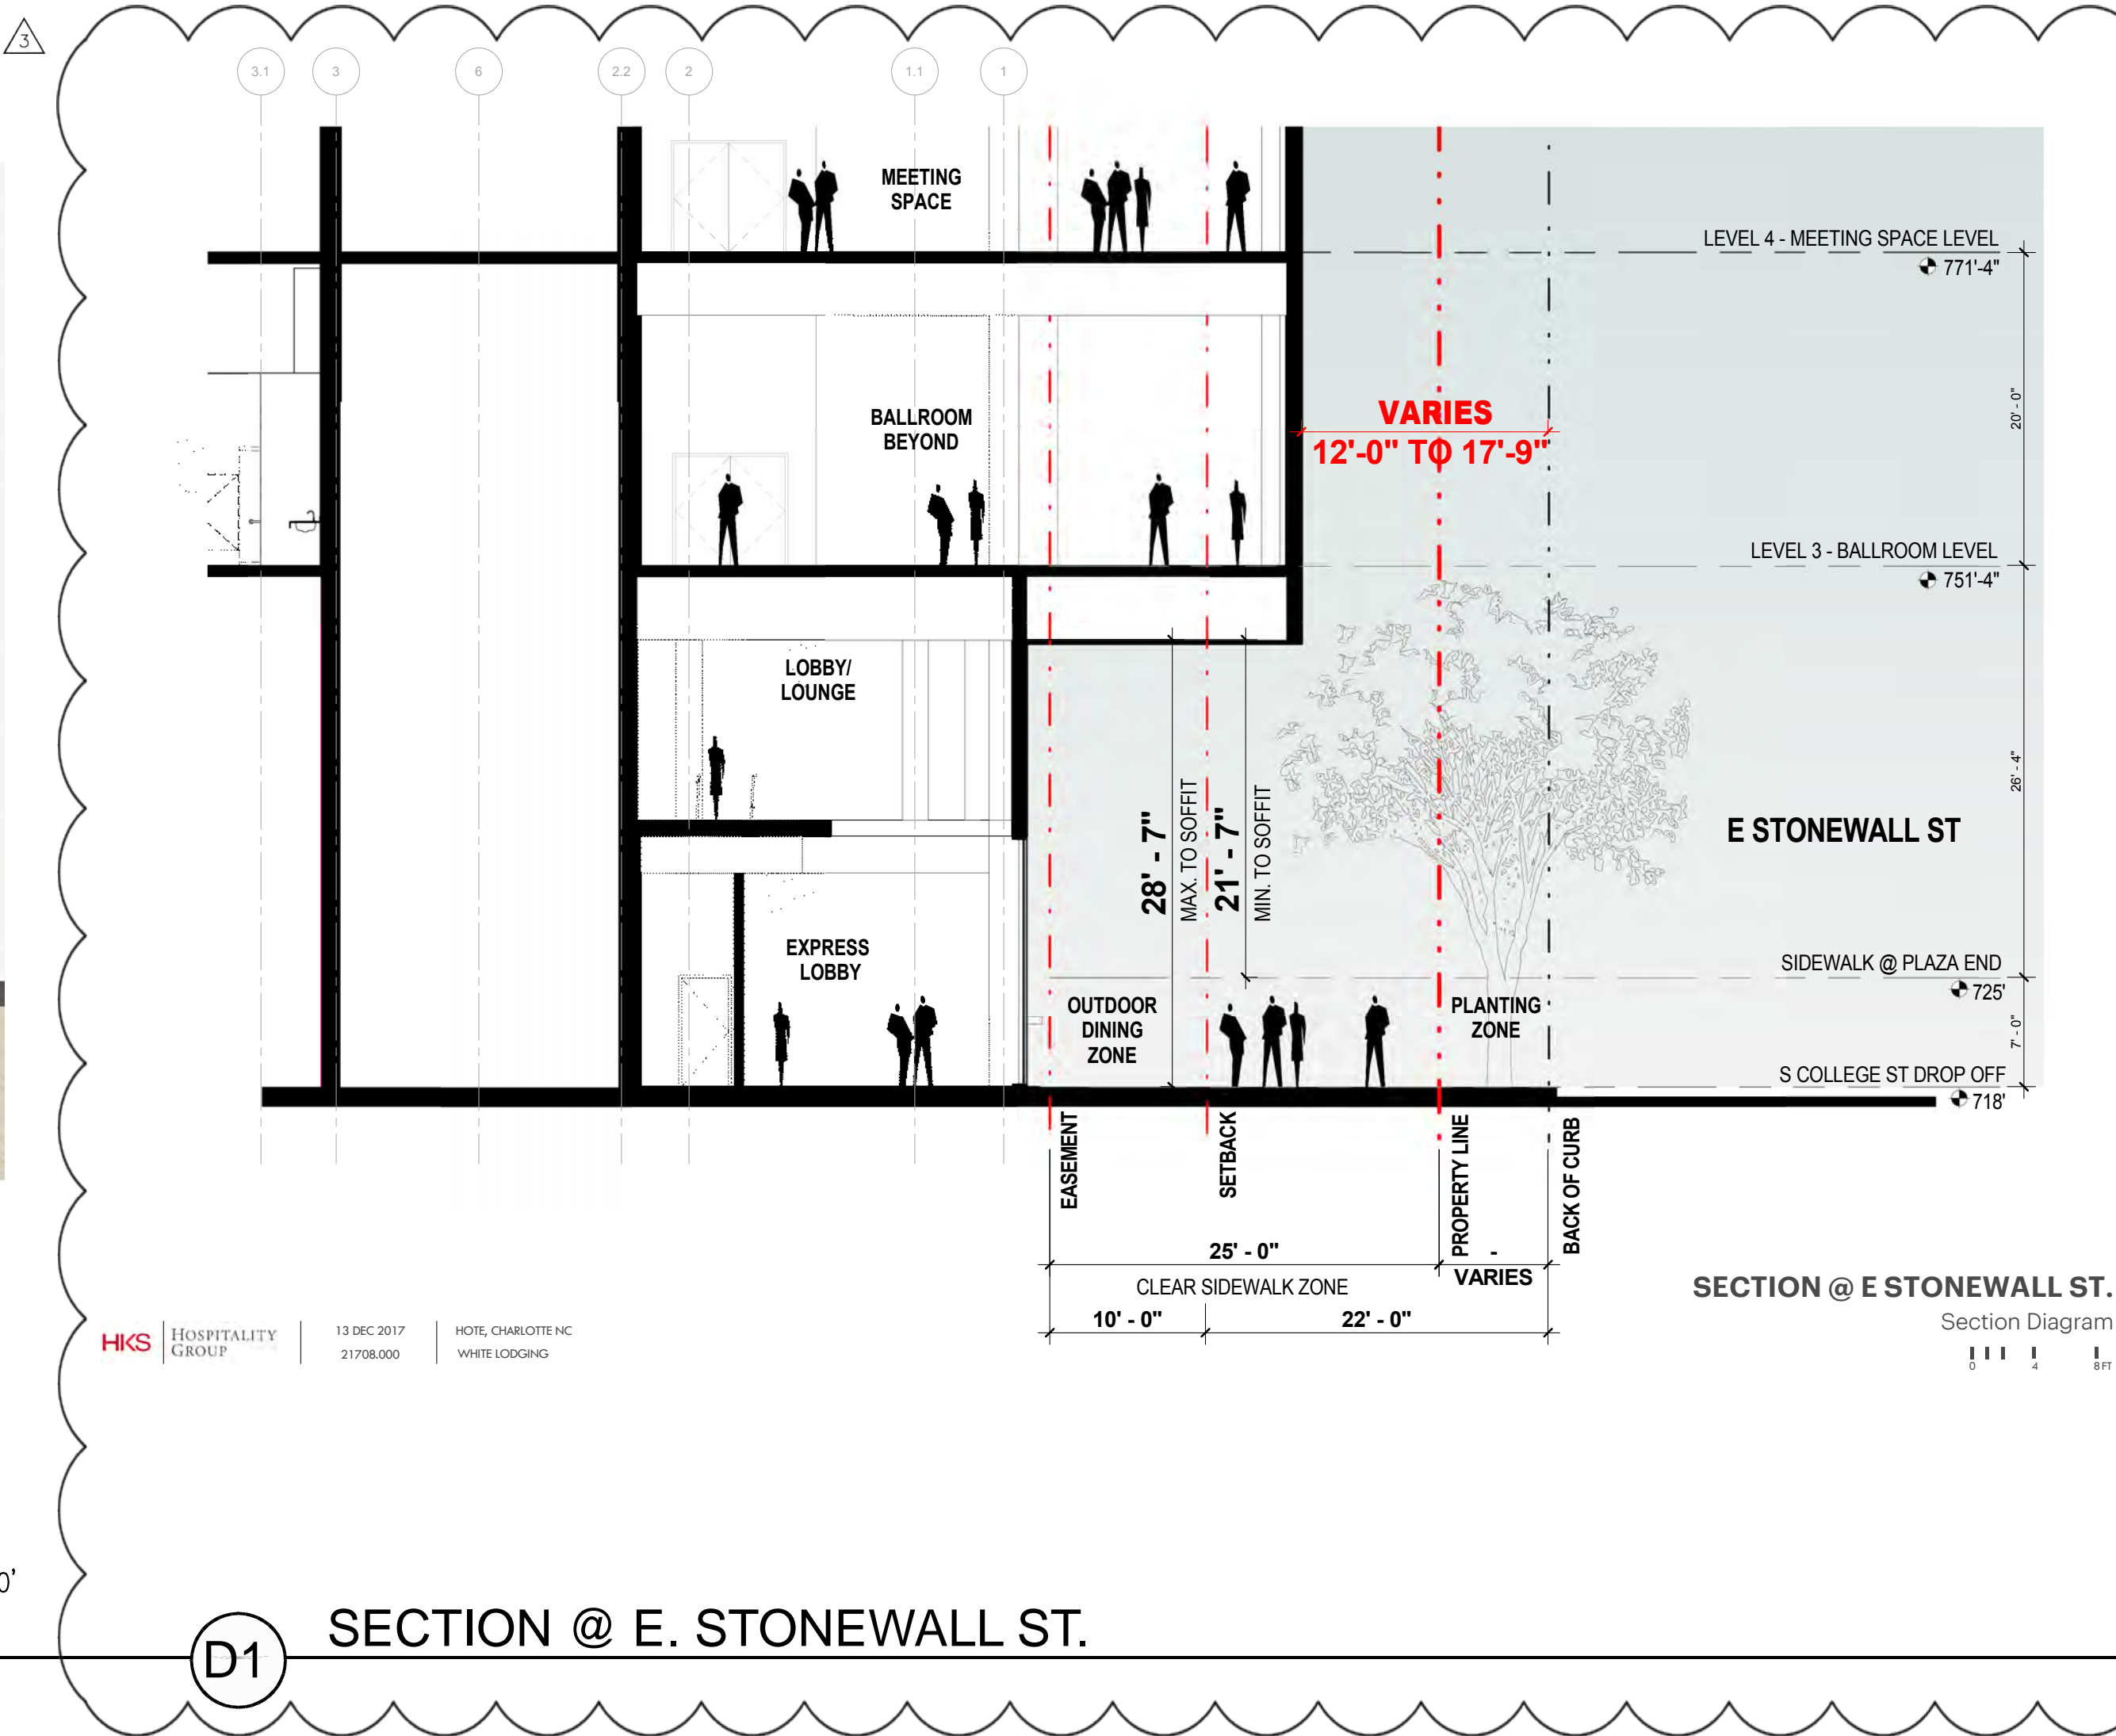 3
3.1
3
6
2.2
2
1.1
1
MEETING
SPACE
LEVEL 4 - MEETING SPACE LEVEL
771'-4"
20' - 0"
BALLROOM
BEYOND
VARIES
12'-0" TO 17'-9"
LEVEL 3 - BALLROOM LEVEL
751'-4"
LOBBY/
LOUNGE
28' - 7"
MAX. TO SOFFIT
21' - 7"
MIN. TO SOFFIT
26' - 4"
E STONEWALL ST
EXPRESS
LOBBY
OUTDOOR
DINING
ZONE
PLANTING
ZONE
SIDEWALK @ PLAZA END
725'
7' - 0"
S COLLEGE ST DROP OFF
718'
EASEMENT
SETBACK
PROPERTY LINE
BACK OF CURB
25' - 0"
-
VARIES
CLEAR SIDEWALK ZONE
10' - 0"
22' - 0"
SECTION @ E STONEWALL ST.
Section Diagram
0 4 8 FT
HKS
HOSPITALITY
GROUP
13 DEC 2017
21708.000
HOTE, CHARLOTTE NC
WHITE LODGING
0'
D1
SECTION @ E. STONEWALL ST.